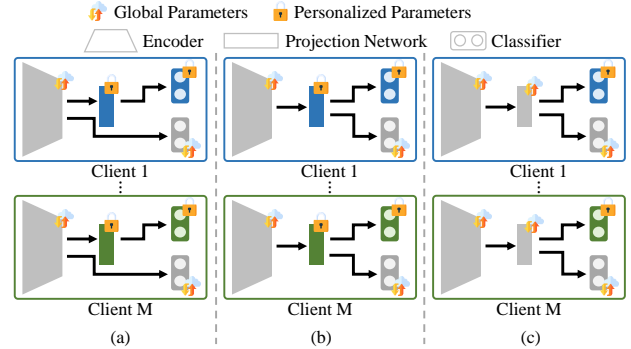 Global Parameters Personalized Parameters
Encoder Projection Network Classifier
Client 1 Client 1 Client 1
Client M Client M Client M
(a) (b) (c)